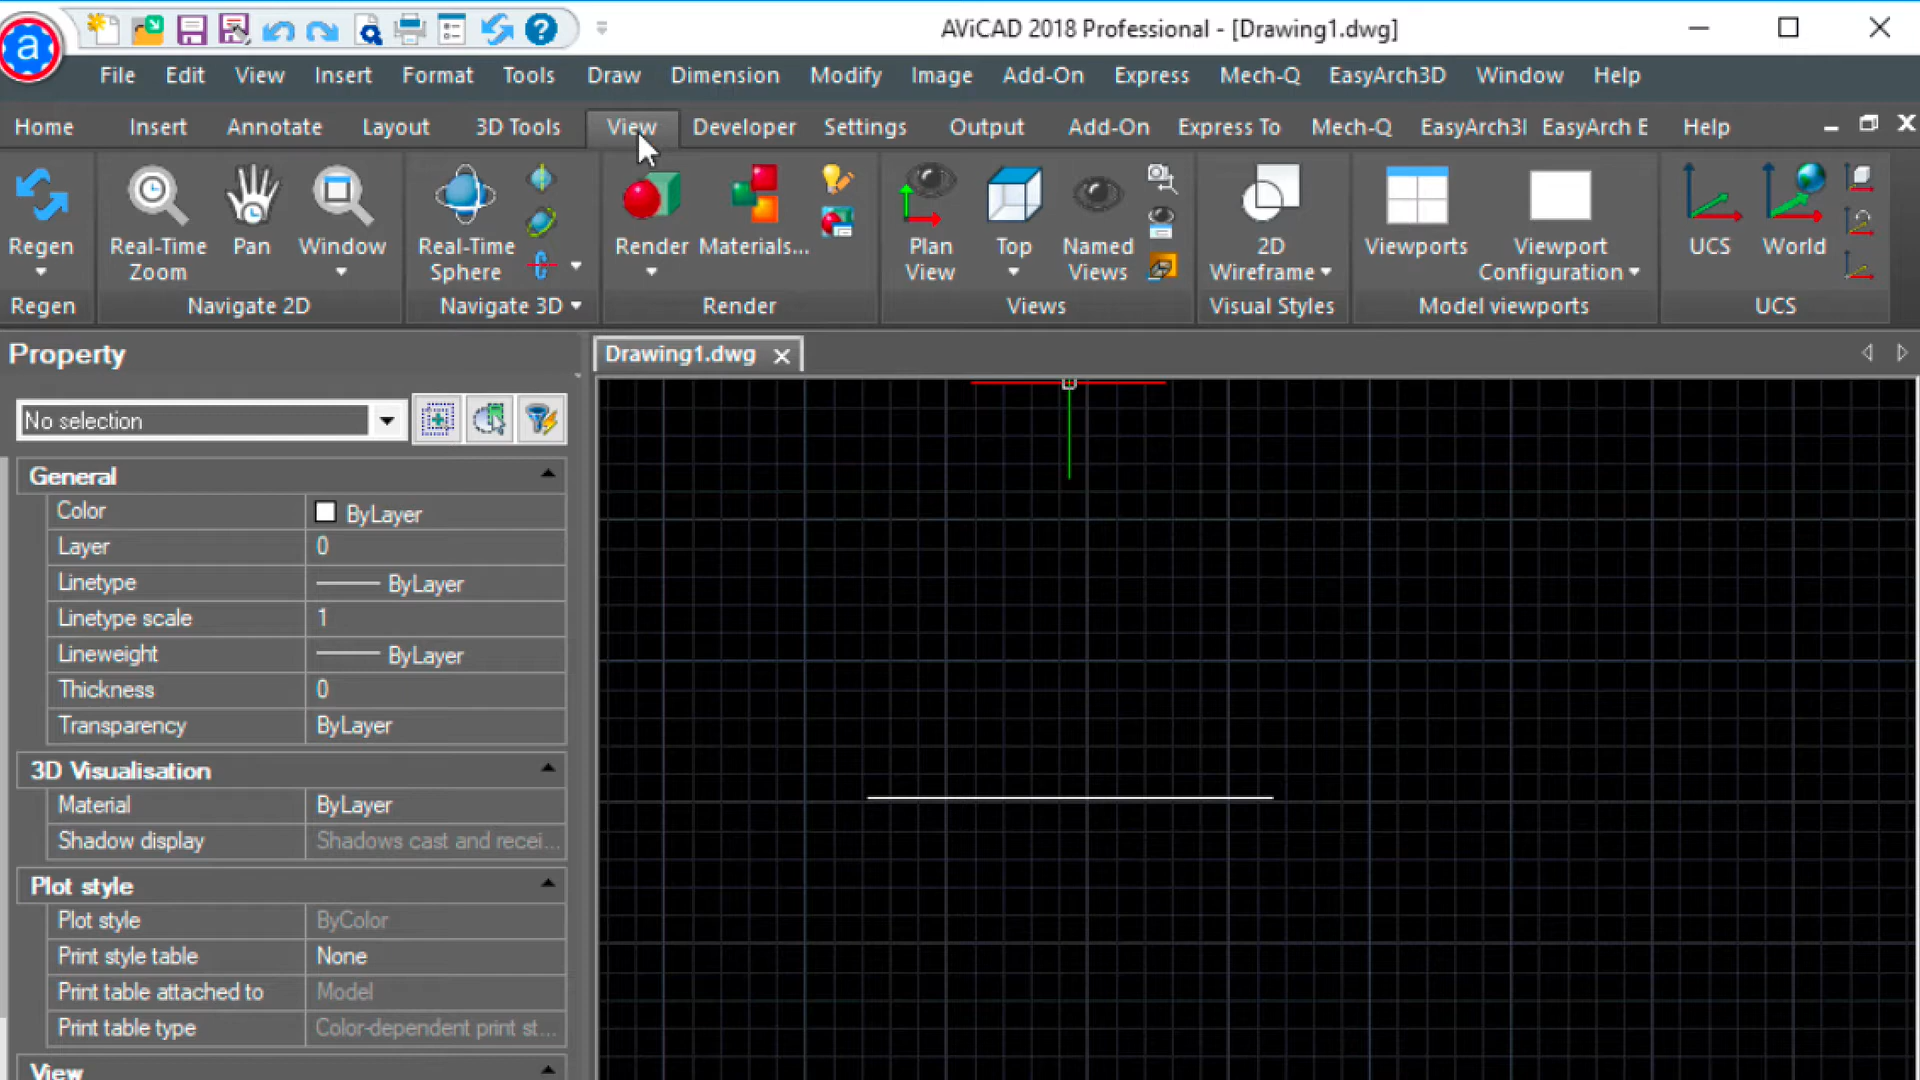 a
AViCAD 2018 Professional - [Drawing1.dwg]
File Edit View Insert Format Tools Draw Dimension Modify Image Add-On Express Mech-Q EasyArch3D Window Help
Home Insert Annotate Layout 3D Tools View Developer Settings Output Add-On Express To Mech-Q EasyArch3I EasyArch E Help
Regen Real-Time Zoom Pan Window Real-Time Sphere Render Materials... Plan View Top Named Views 2D Wireframe Viewports Viewport Configuration UCS World
Regen Navigate 2D Navigate 3D Render Views Visual Styles Model viewports UCS
Property
Drawing1.dwg
No selection
General
Color ByLayer
Layer 0
Linetype ByLayer
Linetype scale 1
Lineweight ByLayer
Thickness 0
Transparency ByLayer
3D Visualisation
Material ByLayer
Shadow display Shadows cast and recei...
Plot style
Plot style ByColor
Print style table None
Print table attached to Model
Print table type Color-dependent print st...
View